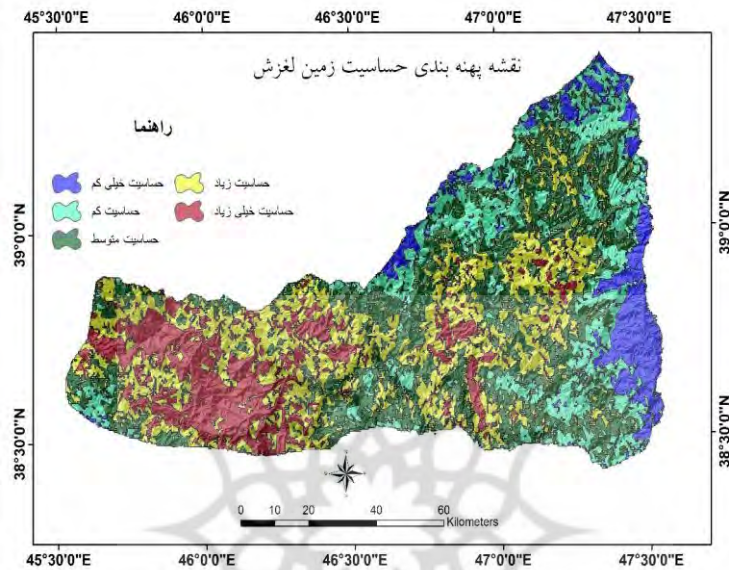 45°30'0"E 46°0'0"E 46°30'0"E 47°0'0"E 47°30'0"E
نقشه پهنه بندی حساسیت زمین لغزش
راهنما
حساسیت زیاد حساسیت خیلی کم
حساسیت خیلی زیاد حساسیت کم
حساسیت متوسط
39°0'0"N 39°0'0"N
38°30'0"N 38°30'0"N
0 10 20 40 60
Kilometers
45°30'0"E 46°0'0"E 46°30'0"E 47°0'0"E 47°30'0"E